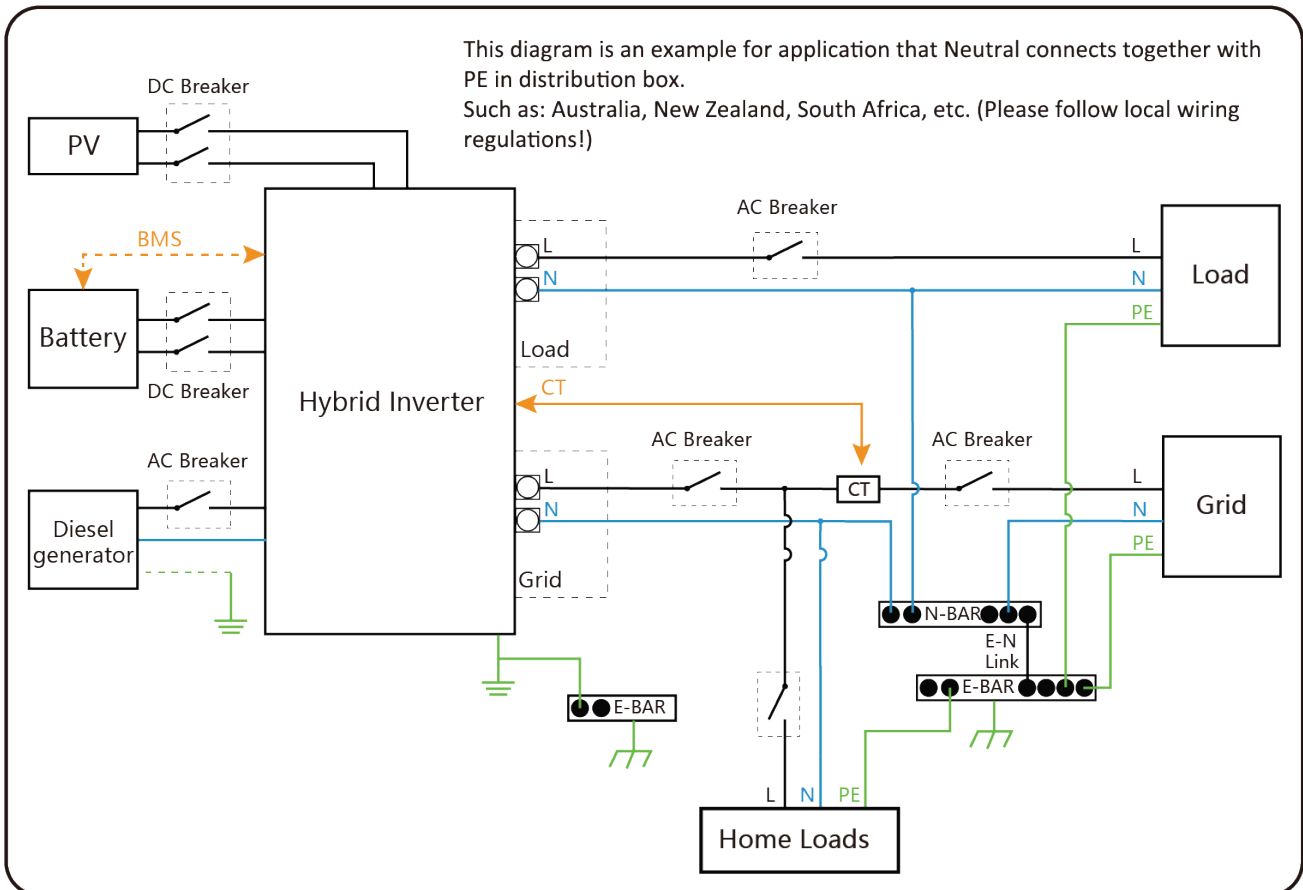 This diagram is an example for application that Neutral connects together with
PE in distribution box.
Such as: Australia, New Zealand, South Africa, etc. (Please follow local wiring
regulations!)
DC Breaker
PV
BMS
Battery
DC Breaker
AC Breaker
Diesel
generator
Hybrid Inverter
L
N
Load
AC Breaker
L
N
PE
Load
CT
AC Breaker
AC Breaker
L
N
Grid
CT
L
N
PE
Grid
N-BAR
E-N
Link
E-BAR
E-BAR
L
N
PE
Home Loads